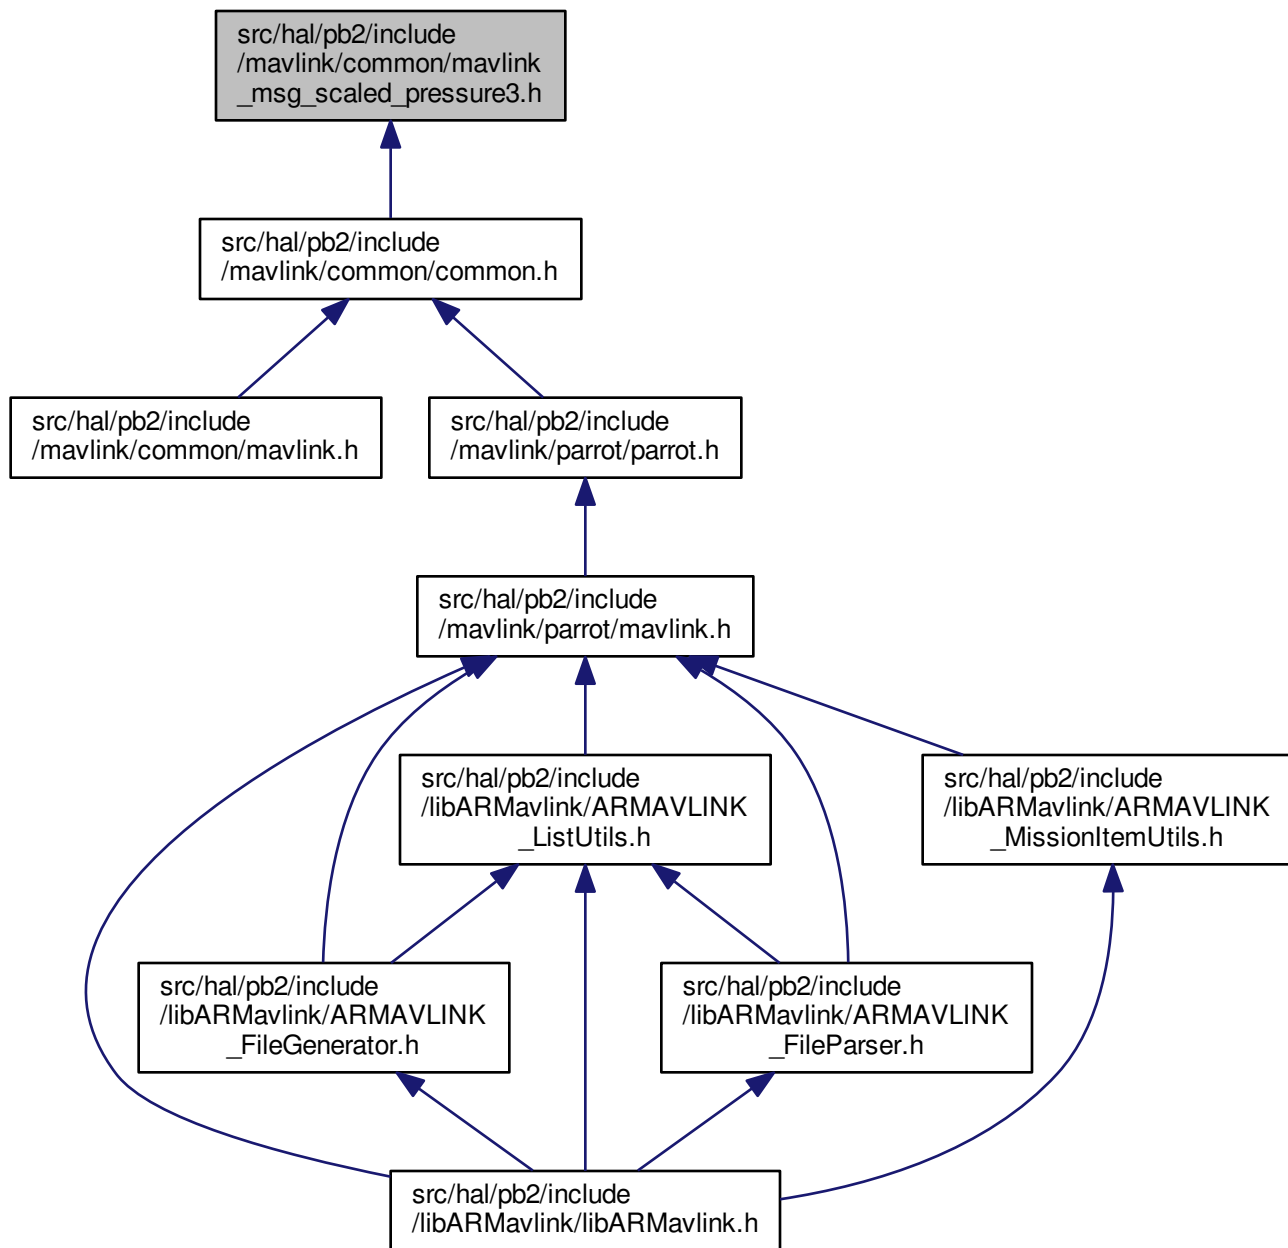 src/hal/pb2/include
/mavlink/common/mavlink
_msg_scaled_pressure3.h
src/hal/pb2/include
/mavlink/common/common.h
src/hal/pb2/include
/mavlink/common/mavlink.h
src/hal/pb2/include
/mavlink/parrot/parrot.h
src/hal/pb2/include
/mavlink/parrot/mavlink.h
src/hal/pb2/include
/libARMavlink/ARMAVLINK
_ListUtils.h
src/hal/pb2/include
/libARMavlink/ARMAVLINK
_MissionItemUtils.h
src/hal/pb2/include
/libARMavlink/ARMAVLINK
_FileGenerator.h
src/hal/pb2/include
/libARMavlink/ARMAVLINK
_FileParser.h
src/hal/pb2/include
/libARMavlink/libARMavlink.h